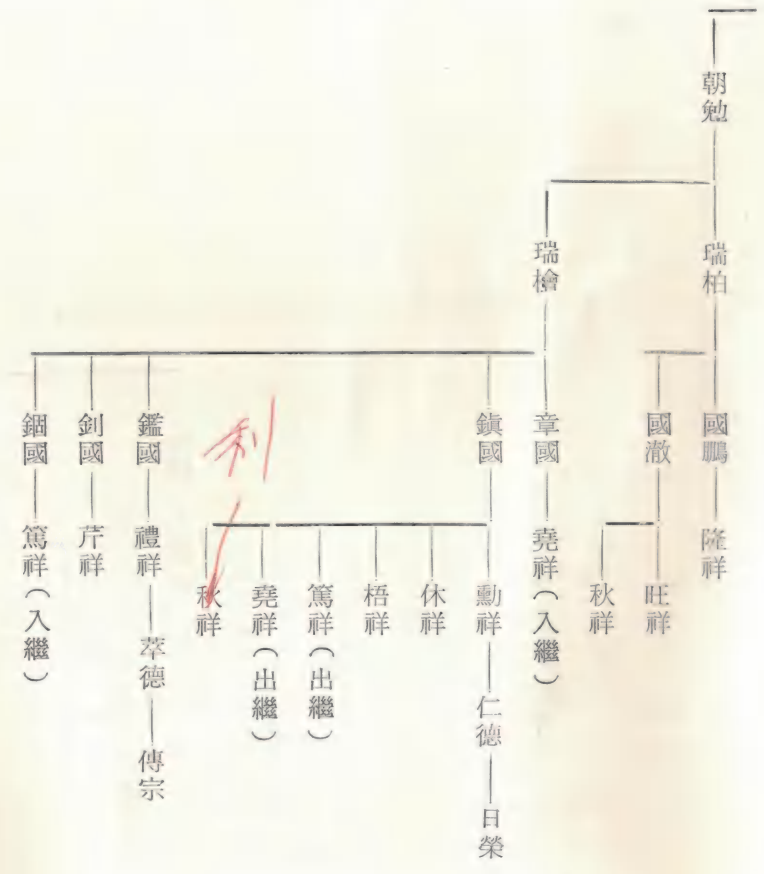 朝勉
瑞柏
瑞檜
國鵬
隆祥
國澈
旺祥
秋祥
章國
堯祥(入繼)
鎭國
勳祥
仁德
日榮
休祥
梧祥
篤祥(出繼)
堯祥(出繼)
秋祥
利
鑑國
禮祥
萃德
傳宗
釗國
芹祥
錮國
篤祥(入繼)